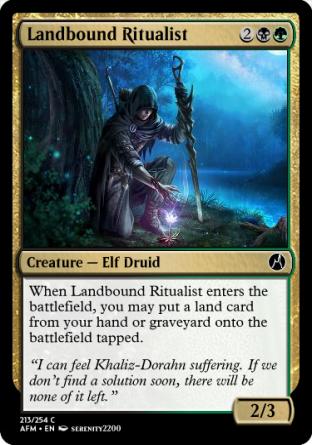 Landbound Ritualist 2
Creature — Elf Druid
When Landbound Ritualist enters the
battlefield, you may put a land card
from your hand or graveyard onto the
battlefield tapped.
"I can feel Khaliz-Dorahn suffering. If we
don't find a solution soon, there will be
none of it left."
2/3
213/254 C
AFM • EN SERENITY2200